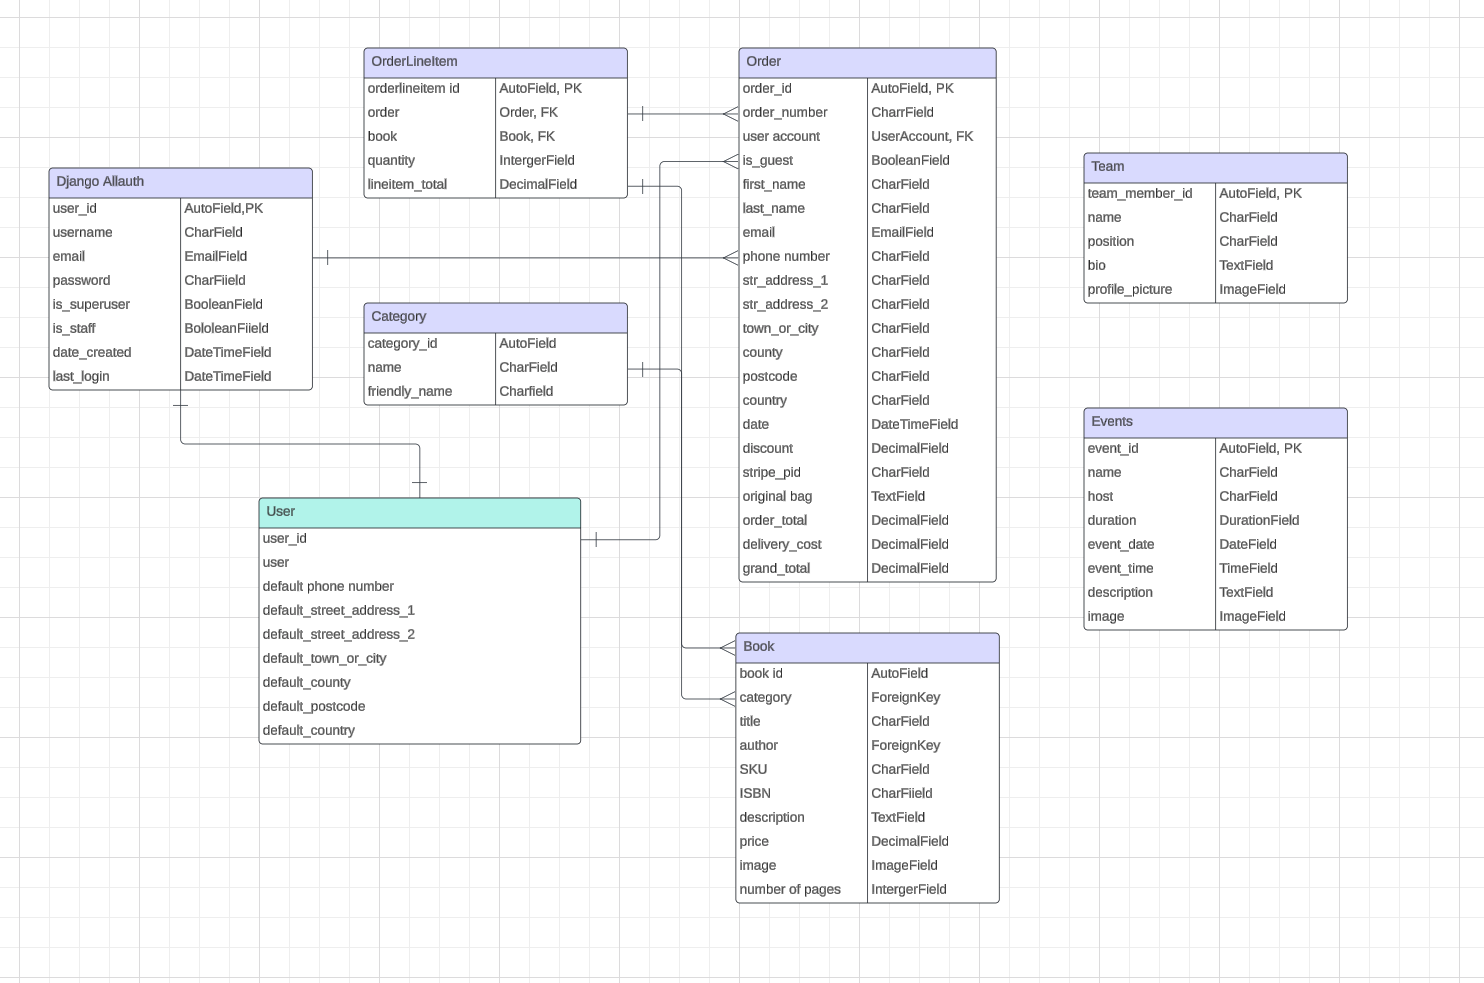 OrderLineItem
orderlineitem id AutoField, PK
order Order, FK
book Book, FK
quantity IntergerField
lineitem_total DecimalField
Order
order_id AutoField, PK
order_number CharrField
user account UserAccount, FK
is_guest BooleanField
first_name CharField
last_name CharField
email EmailField
phone number CharField
str_address_1 CharField
str_address_2 CharField
town_or_city CharField
county CharField
postcode CharField
country CharField
date DateTimeField
discount DecimalField
stripe_pid CharField
original bag TextField
order_total DecimalField
delivery_cost DecimalField
grand_total DecimalField
Team
team_member_id AutoField, PK
name CharField
position CharField
bio TextField
profile_picture ImageField
Django Allauth
user_id AutoField,PK
username CharField
email EmailField
password CharFiield
is_superuser BooleanField
is_staff BololeanFiield
date_created DateTimeField
last_login DateTimeField
Category
category_id AutoField
name CharField
friendly_name Charfield
Events
event_id AutoField, PK
name CharField
host CharField
duration DurationField
event_date DateField
event_time TimeField
description TextField
image ImageField
User
user_id
user
default phone number
default_street_address_1
default_street_address_2
default_town_or_city
default_county
default_postcode
default_country
Book
book id AutoField
category ForeignKey
title CharField
author ForeignKey
SKU CharField
ISBN CharFiield
description TextField
price DecimalField
image ImageField
number of pages IntergerField